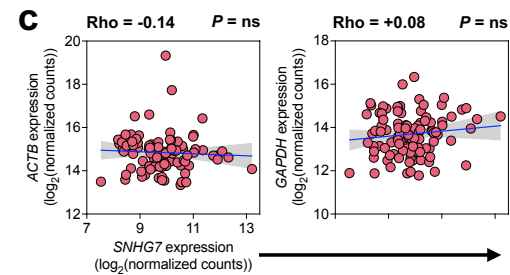 C
Rho = -0.14 P = ns
Rho = +0.08 P = ns
ACTB expression
(log2(normalized counts))
20
18
16
14
12
7 9 11 13
SNHG7 expression
(log2(normalized counts))
GAPDH expression
(log2(normalized counts))
18
16
14
12
10